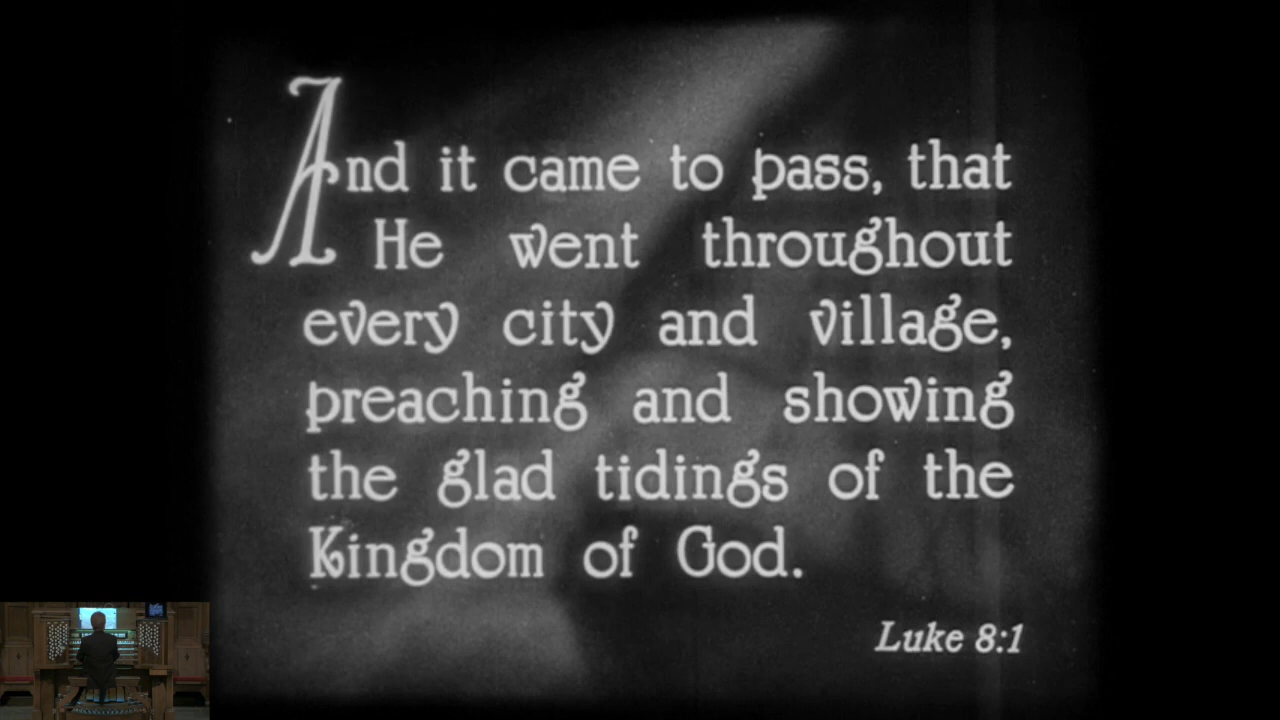 And it came to pass, that
He went throughout
every city and village,
preaching and showing
the glad tidings of the
Kingdom of God.
Luke 8:1